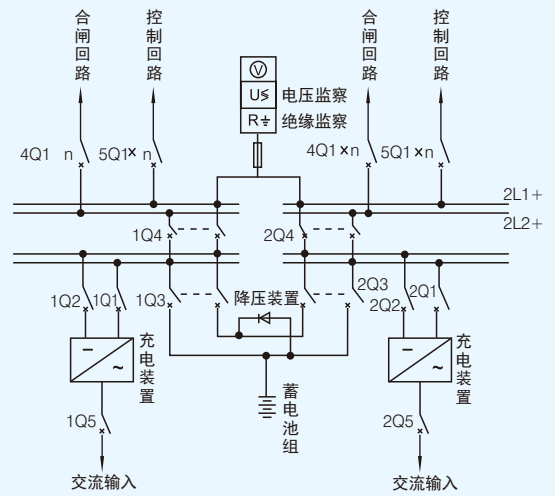 合闸回路
控制回路
合闸回路
控制回路
V
U≤ 电压监察
R 绝缘监察
4Q1 n 5Q1× n
4Q1×n 5Q1×n
2L1+
2L2+
1Q4
2Q4
1Q2 1Q1 1Q3 降压装置 2Q3
2Q2 2Q1
充电装置
充电装置
− ~
− ~
蓄电池组
1Q5
2Q5
交流输入
交流输入